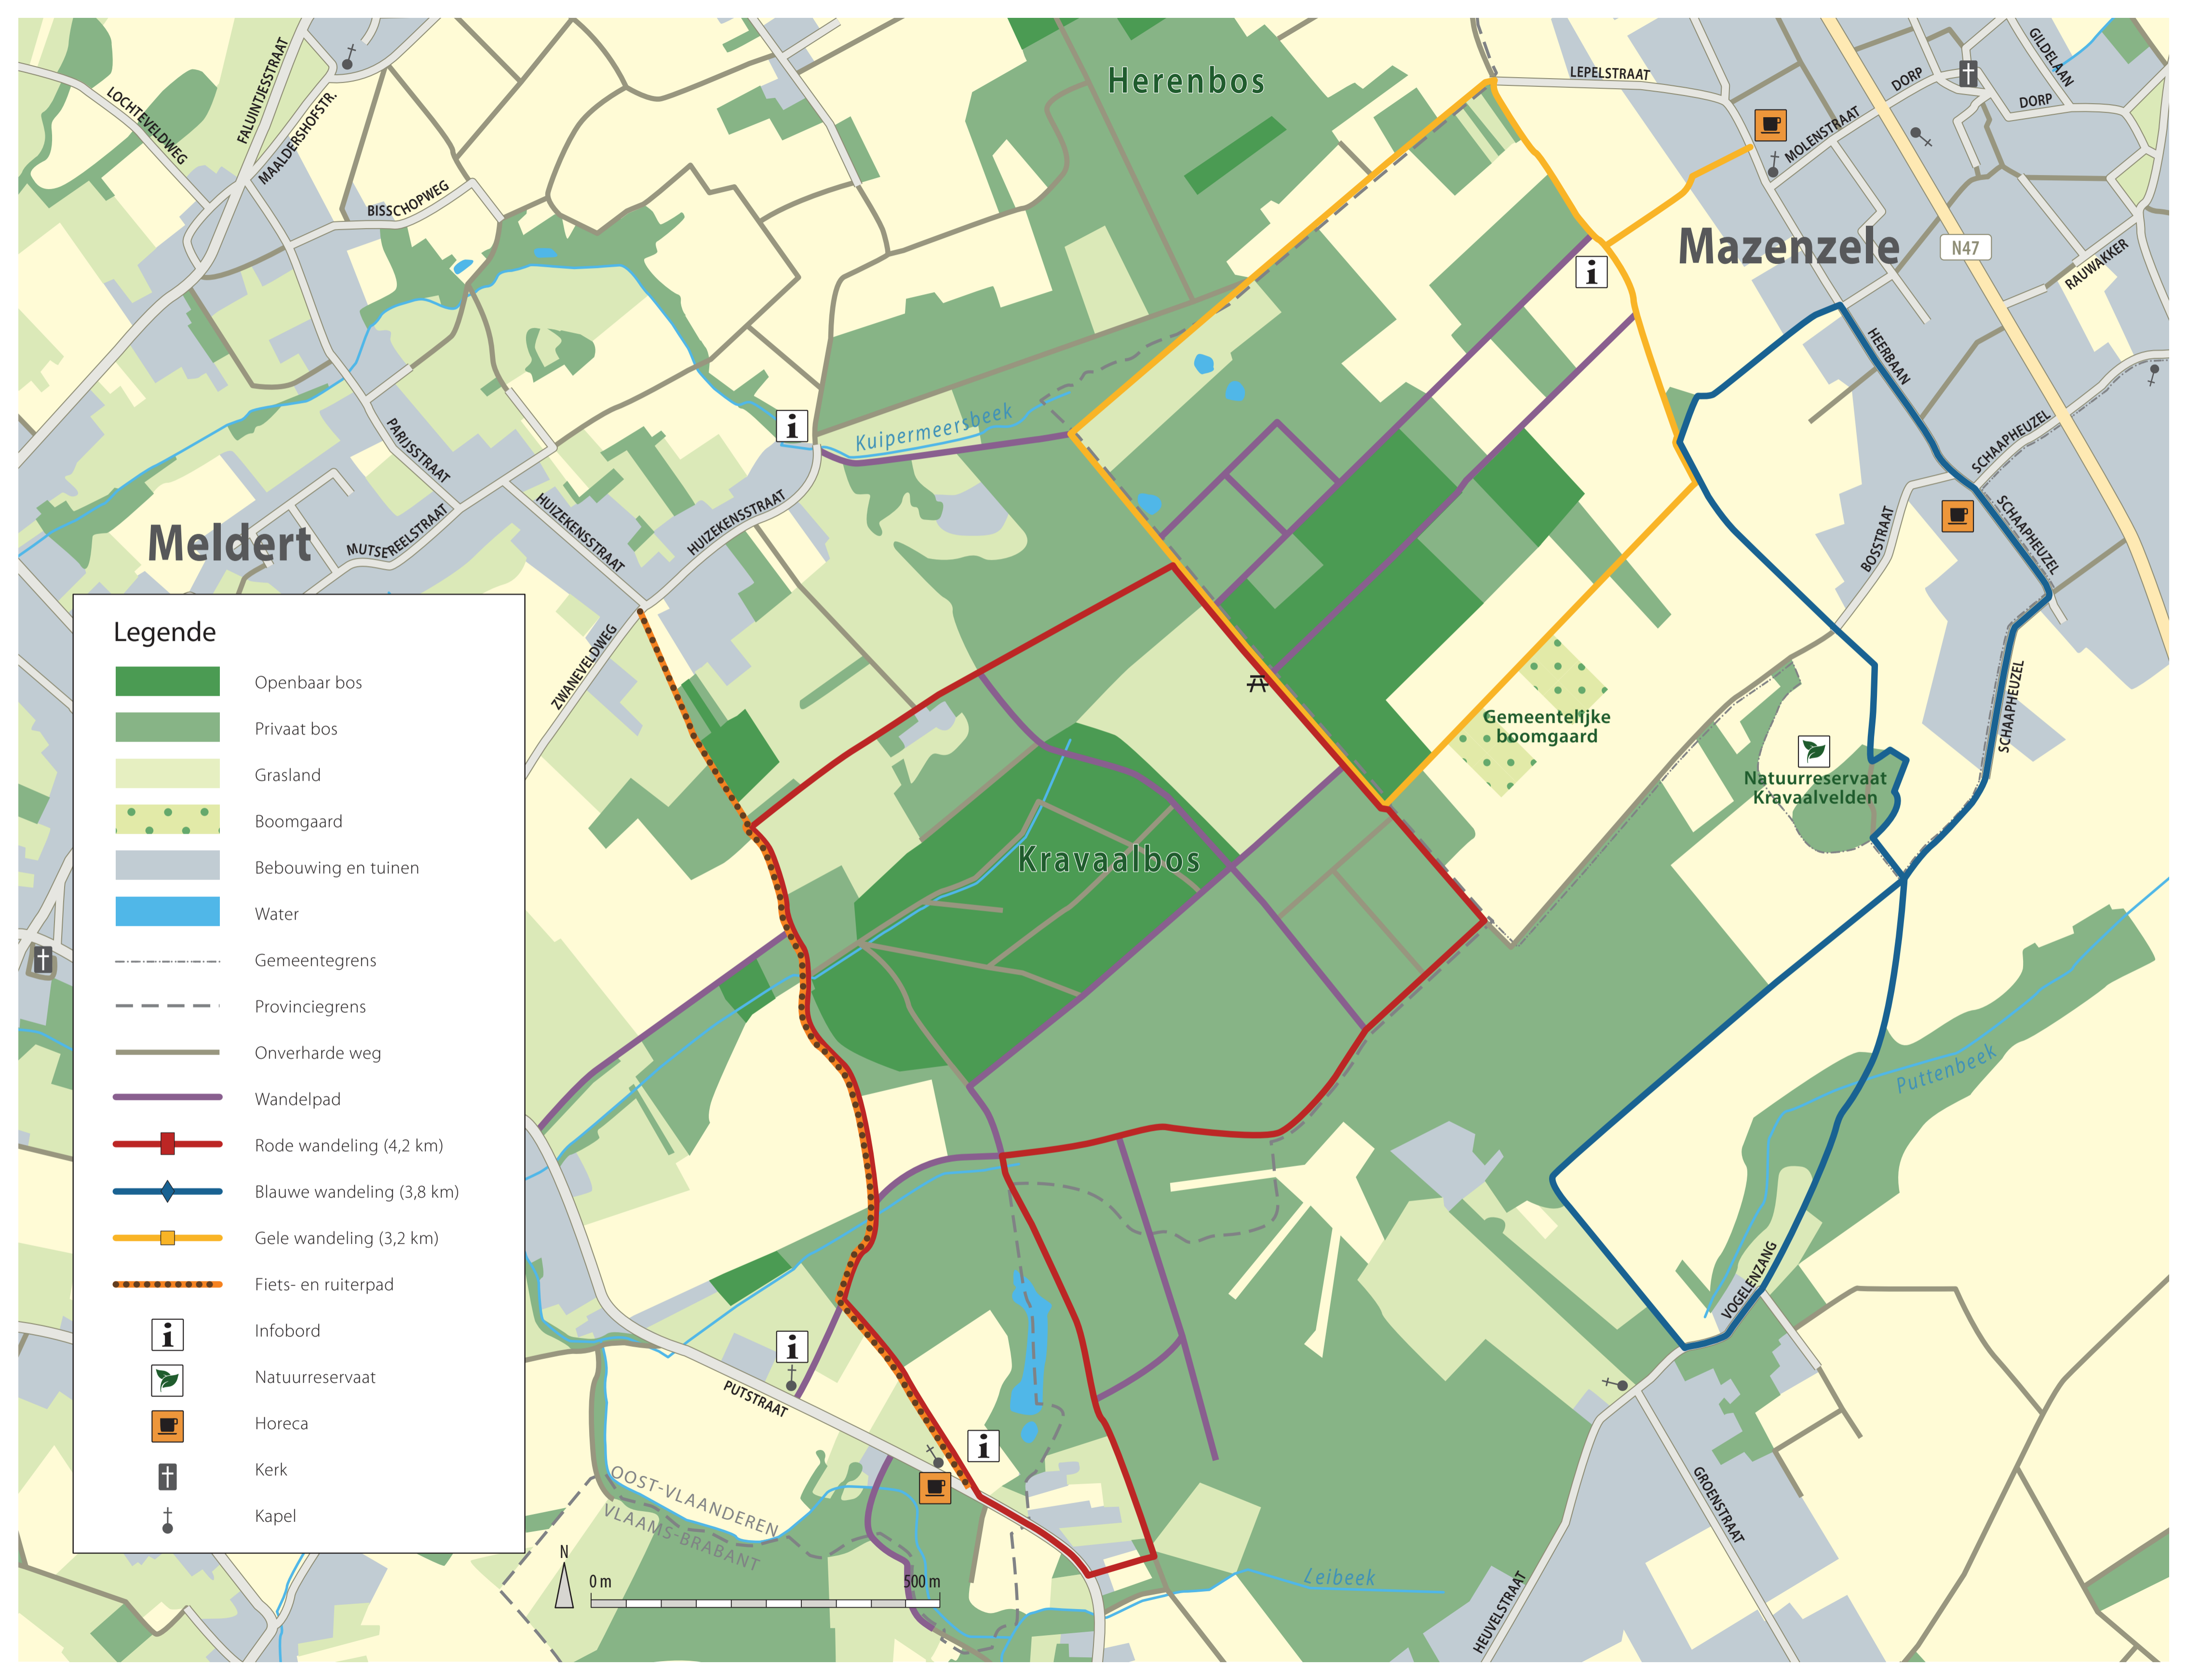 Herenbos
LEPELSTRAAT
GILDELAAN
DORP
DORP
MOLENSTRAAT
LOCHTEVELDWEG
FALUINTJESSTRAAT
MAALDERSHOFSTR.
BISSCHOPWEG
Mazenzele
N47
RAUWAKKER
HEERBAAN
SCHAAPHEUZEL
SCHAAPHEUZEL
SCHAAPHEUZEL
BOSSTRAAT
Kuipermeersbeek
PARIJSSTRAAT
MUTSEREELSTRAAT
HUIZEKENSSTRAAT
HUIZEKENSSTRAAT
Meldert
ZWANEVELDWEG
Gemeentelijke
boomgaard
Natuurreservaat
Kravaalvelden
Kravaalbos
Puttenbeek
VOGELENZANG
PUTSTRAAT
OOST-VLAANDEREN
VLAAMS-BRABANT
GROENSTRAAT
HEUVELSTRAAT
Leibeek
N
0 m
500 m
Legende
Openbaar bos
Privaat bos
Grasland
Boomgaard
Bebouwing en tuinen
Water
Gemeentegrens
Provinciegrens
Onverharde weg
Wandelpad
Rode wandeling (4,2 km)
Blauwe wandeling (3,8 km)
Gele wandeling (3,2 km)
Fiets- en ruiterpad
i Infobord
Natuurreservaat
Horeca
Kerk
Kapel
i
i
i
i